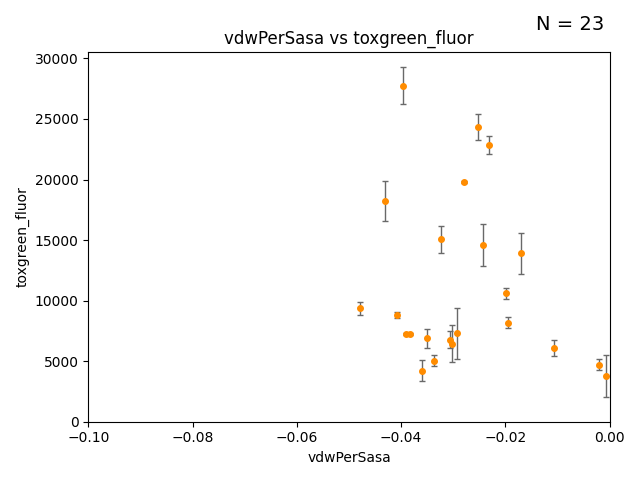 N = 23
vdwPerSasa vs toxgreen_fluor
30000
25000
20000
15000
10000
5000
0
toxgreen_fluor
−0.10 −0.08 −0.06 −0.04 −0.02 0.00
vdwPerSasa